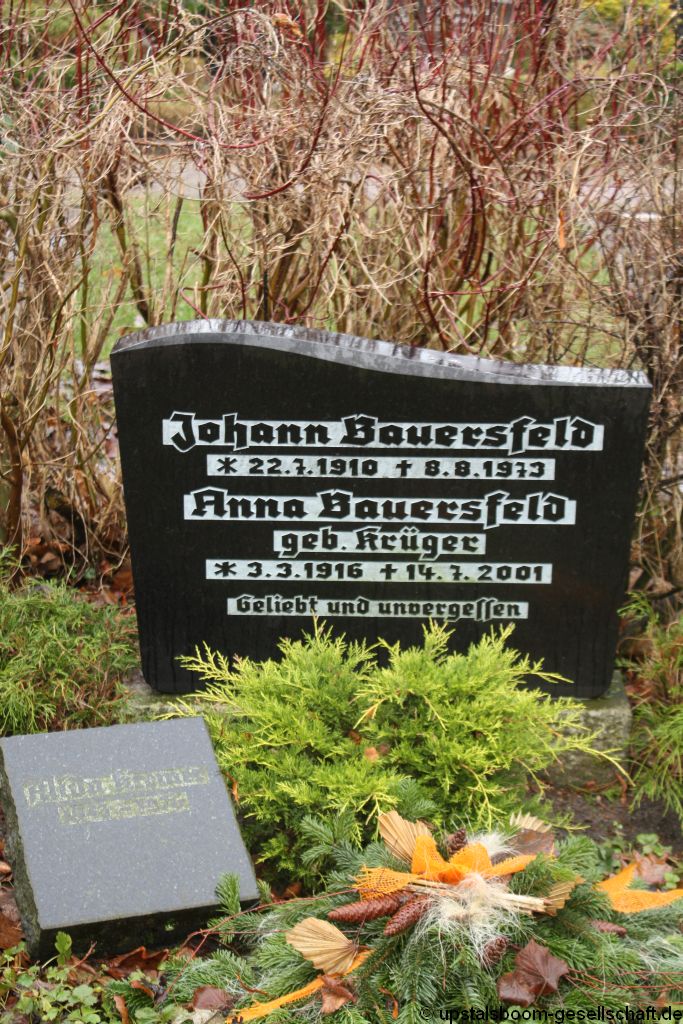 Johann Bauersfeld
* 22.7.1910 † 8.8.1973
Anna Bauersfeld
geb. Krüger
* 3.3.1916 † 14.7.2001
Geliebt und unvergessen
© upstalsboom-gesellschaft.de